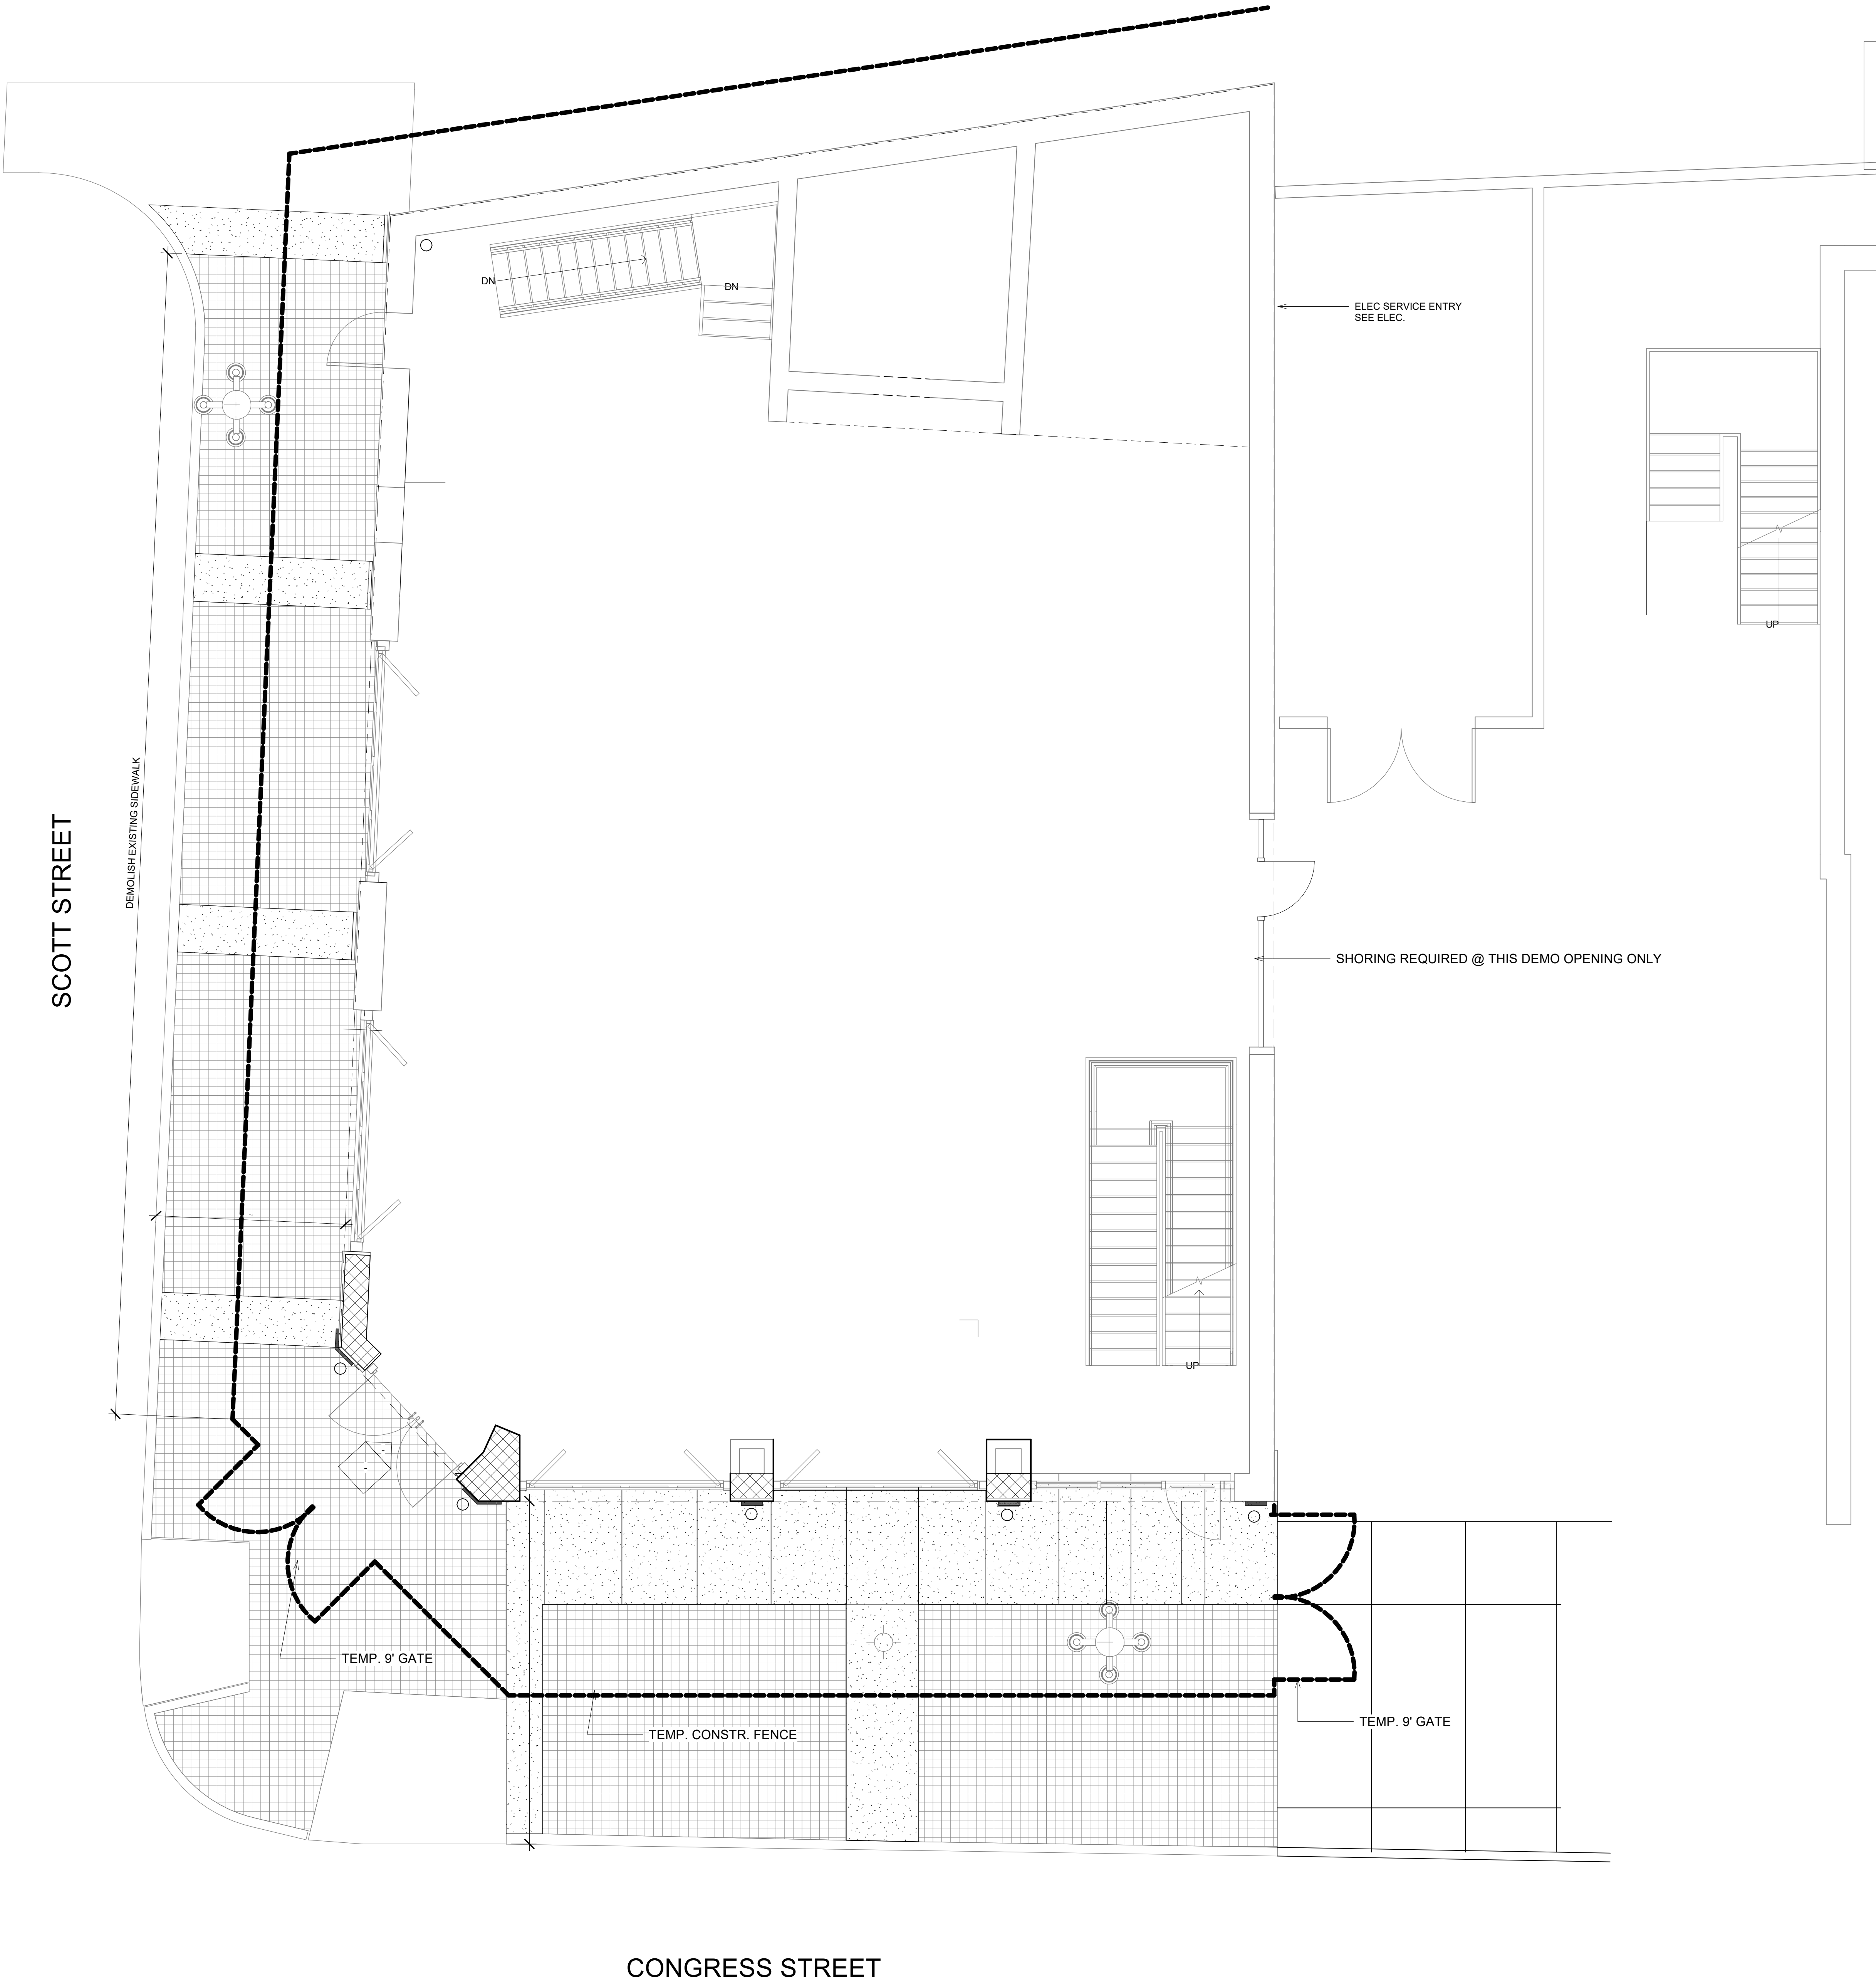 DN
DN
ELEC SERVICE ENTRY
SEE ELEC.
UP
DEMOLISH EXISTING SIDEWALK
SCOTT STREET
SHORING REQUIRED @ THIS DEMO OPENING ONLY
UP
TEMP. 9' GATE
TEMP. CONSTR. FENCE
TEMP. 9' GATE
CONGRESS STREET